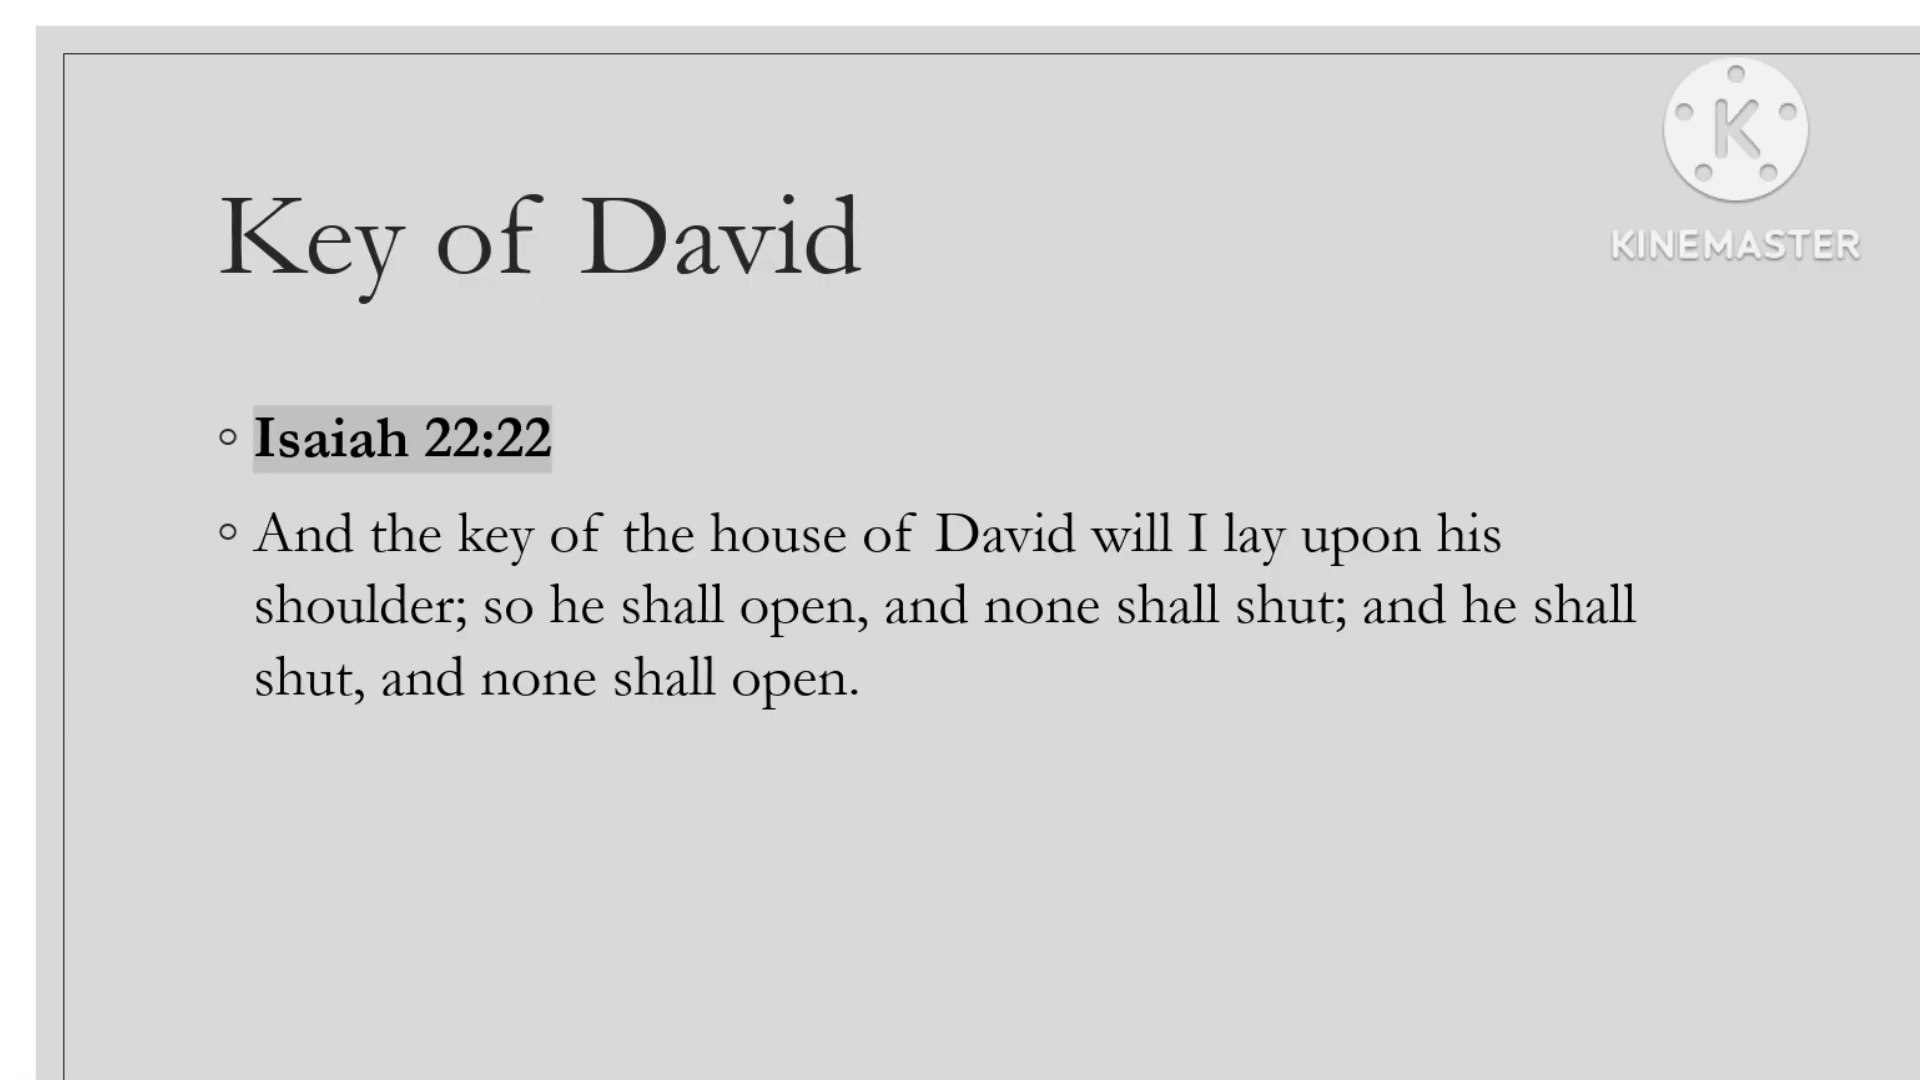 K
KINEMASTER
Key of David
Isaiah 22:22
And the key of the house of David will I lay upon his
shoulder; so he shall open, and none shall shut; and he shall
shut, and none shall open.